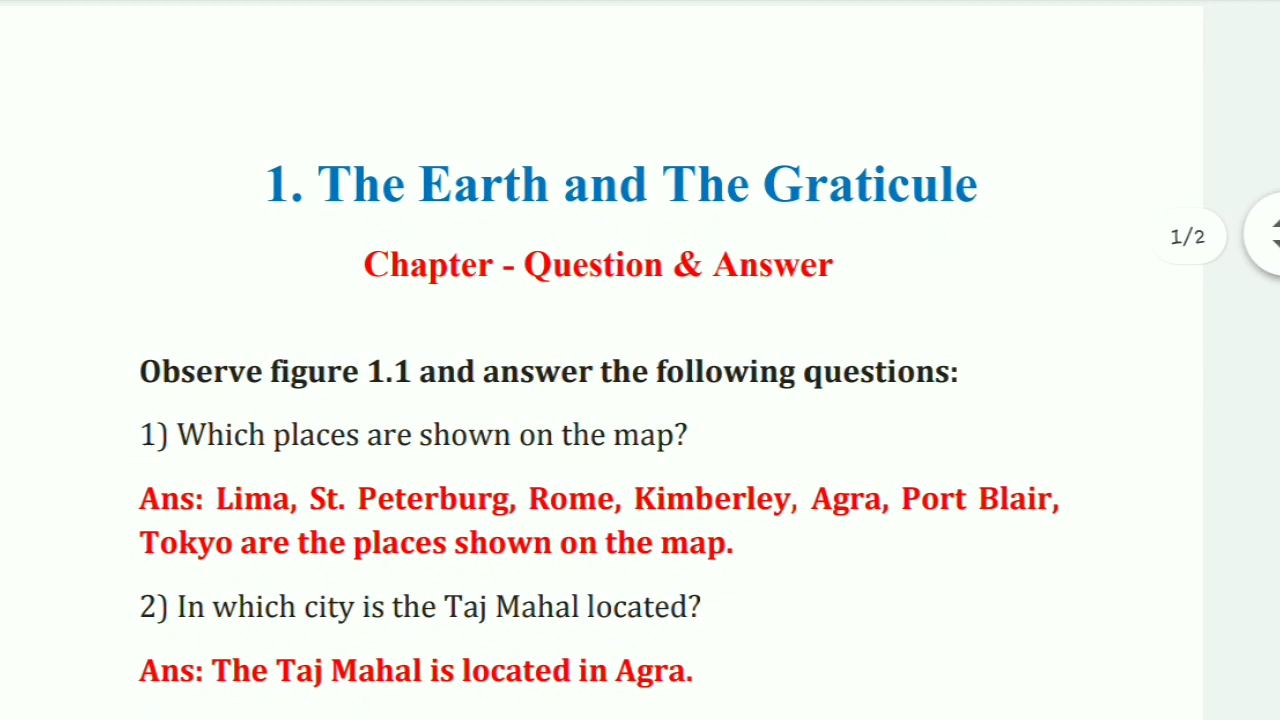 1. The Earth and The Graticule
Chapter - Question & Answer
1/2
Observe figure 1.1 and answer the following questions:
1) Which places are shown on the map?
Ans: Lima, St. Peterburg, Rome, Kimberley, Agra, Port Blair,
Tokyo are the places shown on the map.
2) In which city is the Taj Mahal located?
Ans: The Taj Mahal is located in Agra.